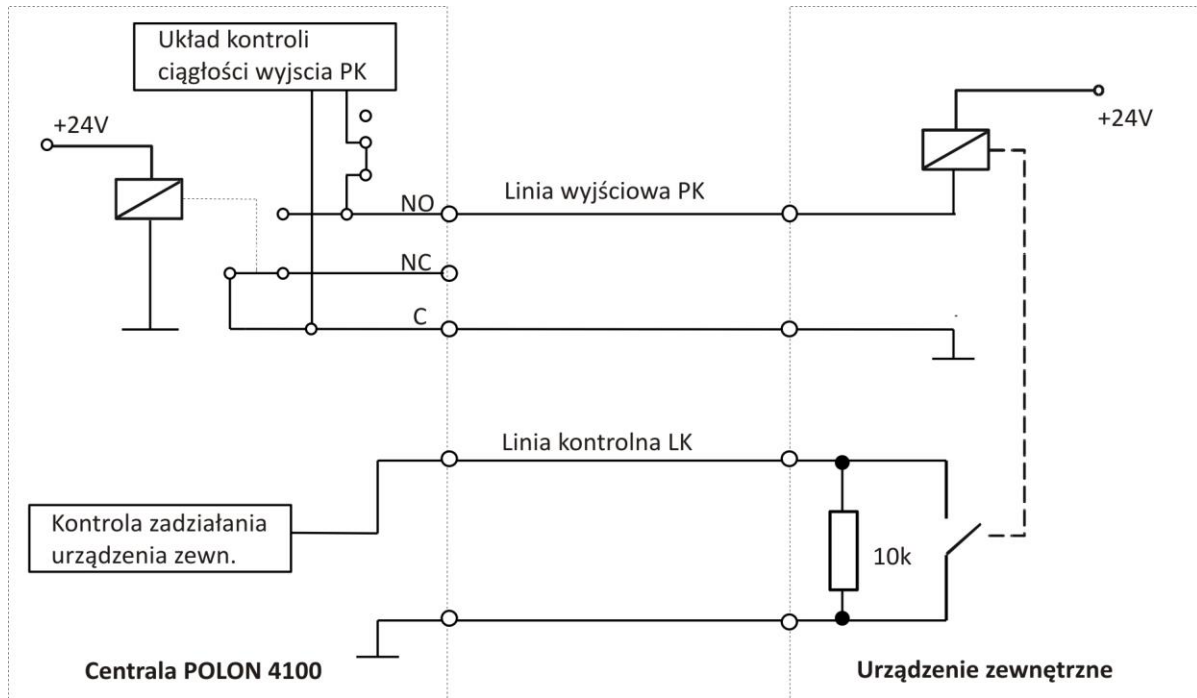 Układ kontroli
ciągłości wyjscia PK
+24V
+24V
NO
Linia wyjściowa PK
NC
C
Linia kontrolna LK
Kontrola zadziałania
urządzenia zewn.
10k
Centrala POLON 4100
Urządzenie zewnętrzne